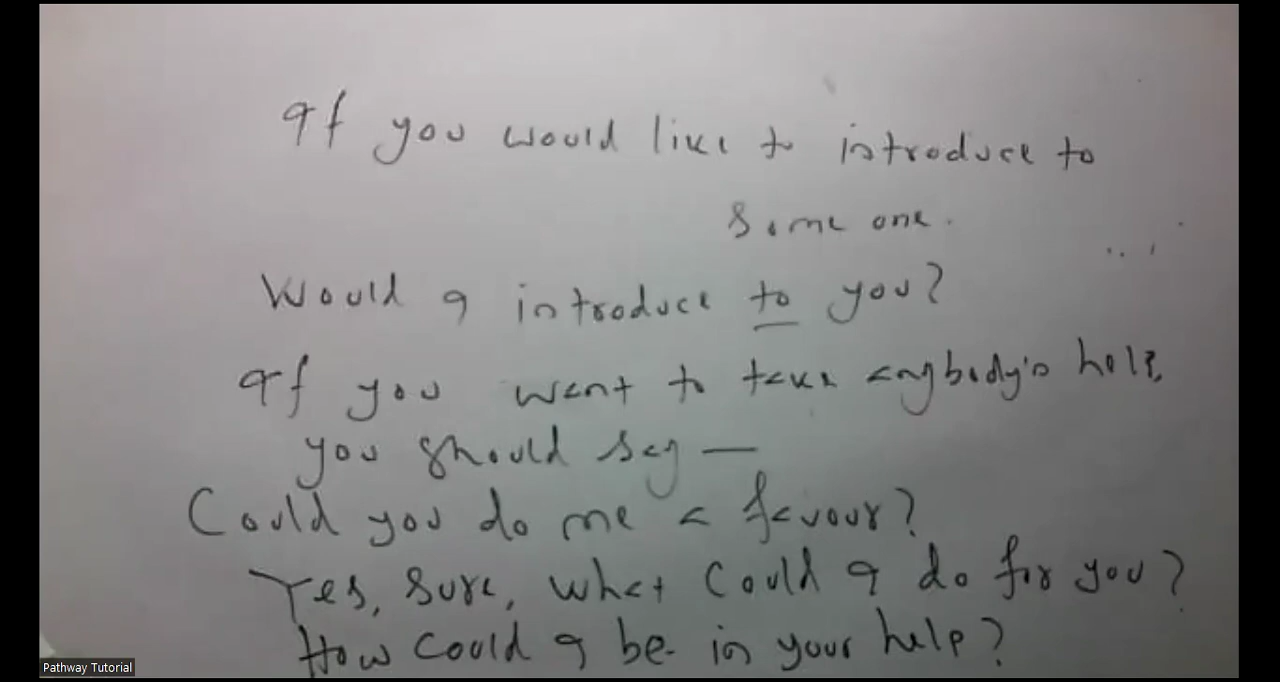 If you would like to introduce to
some one.
Would I introduce to you?
If you want to take anybody's help,
you should say —
Could you do me a favour?
Yes, sure, what could I do for you?
How could I be in your help?
Pathway Tutorial